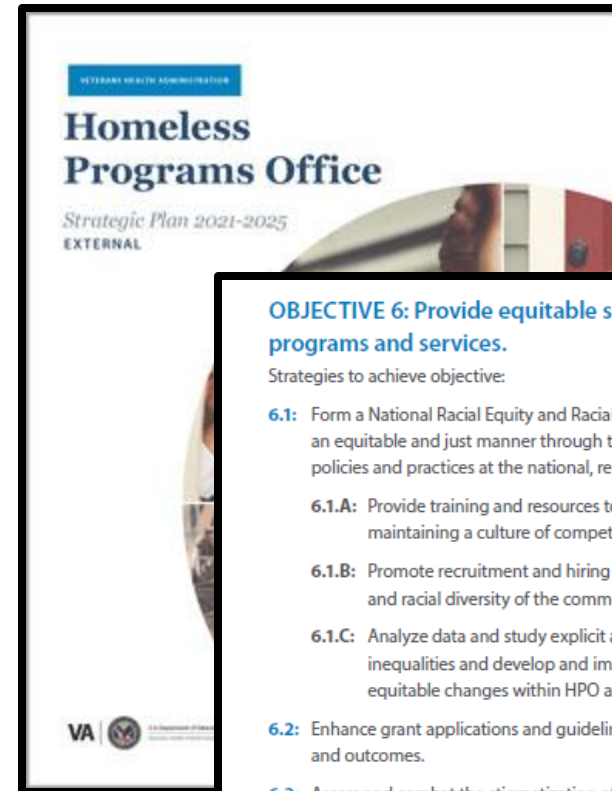 VETERANS HEALTH ADMINISTRATION
Homeless
Programs Office
Strategic Plan 2021-2025
EXTERNAL
OBJECTIVE 6: Provide equitable s
programs and services.
Strategies to achieve objective:
6.1: Form a National Racial Equity and Racial
an equitable and just manner through t
policies and practices at the national, re
6.1.A: Provide training and resources to
maintaining a culture of compet
6.1.B: Promote recruitment and hiring
and racial diversity of the comm
6.1.C: Analyze data and study explicit a
inequalities and develop and im
equitable changes within HPO a
6.2: Enhance grant applications and guidelin
and outcomes.
VA